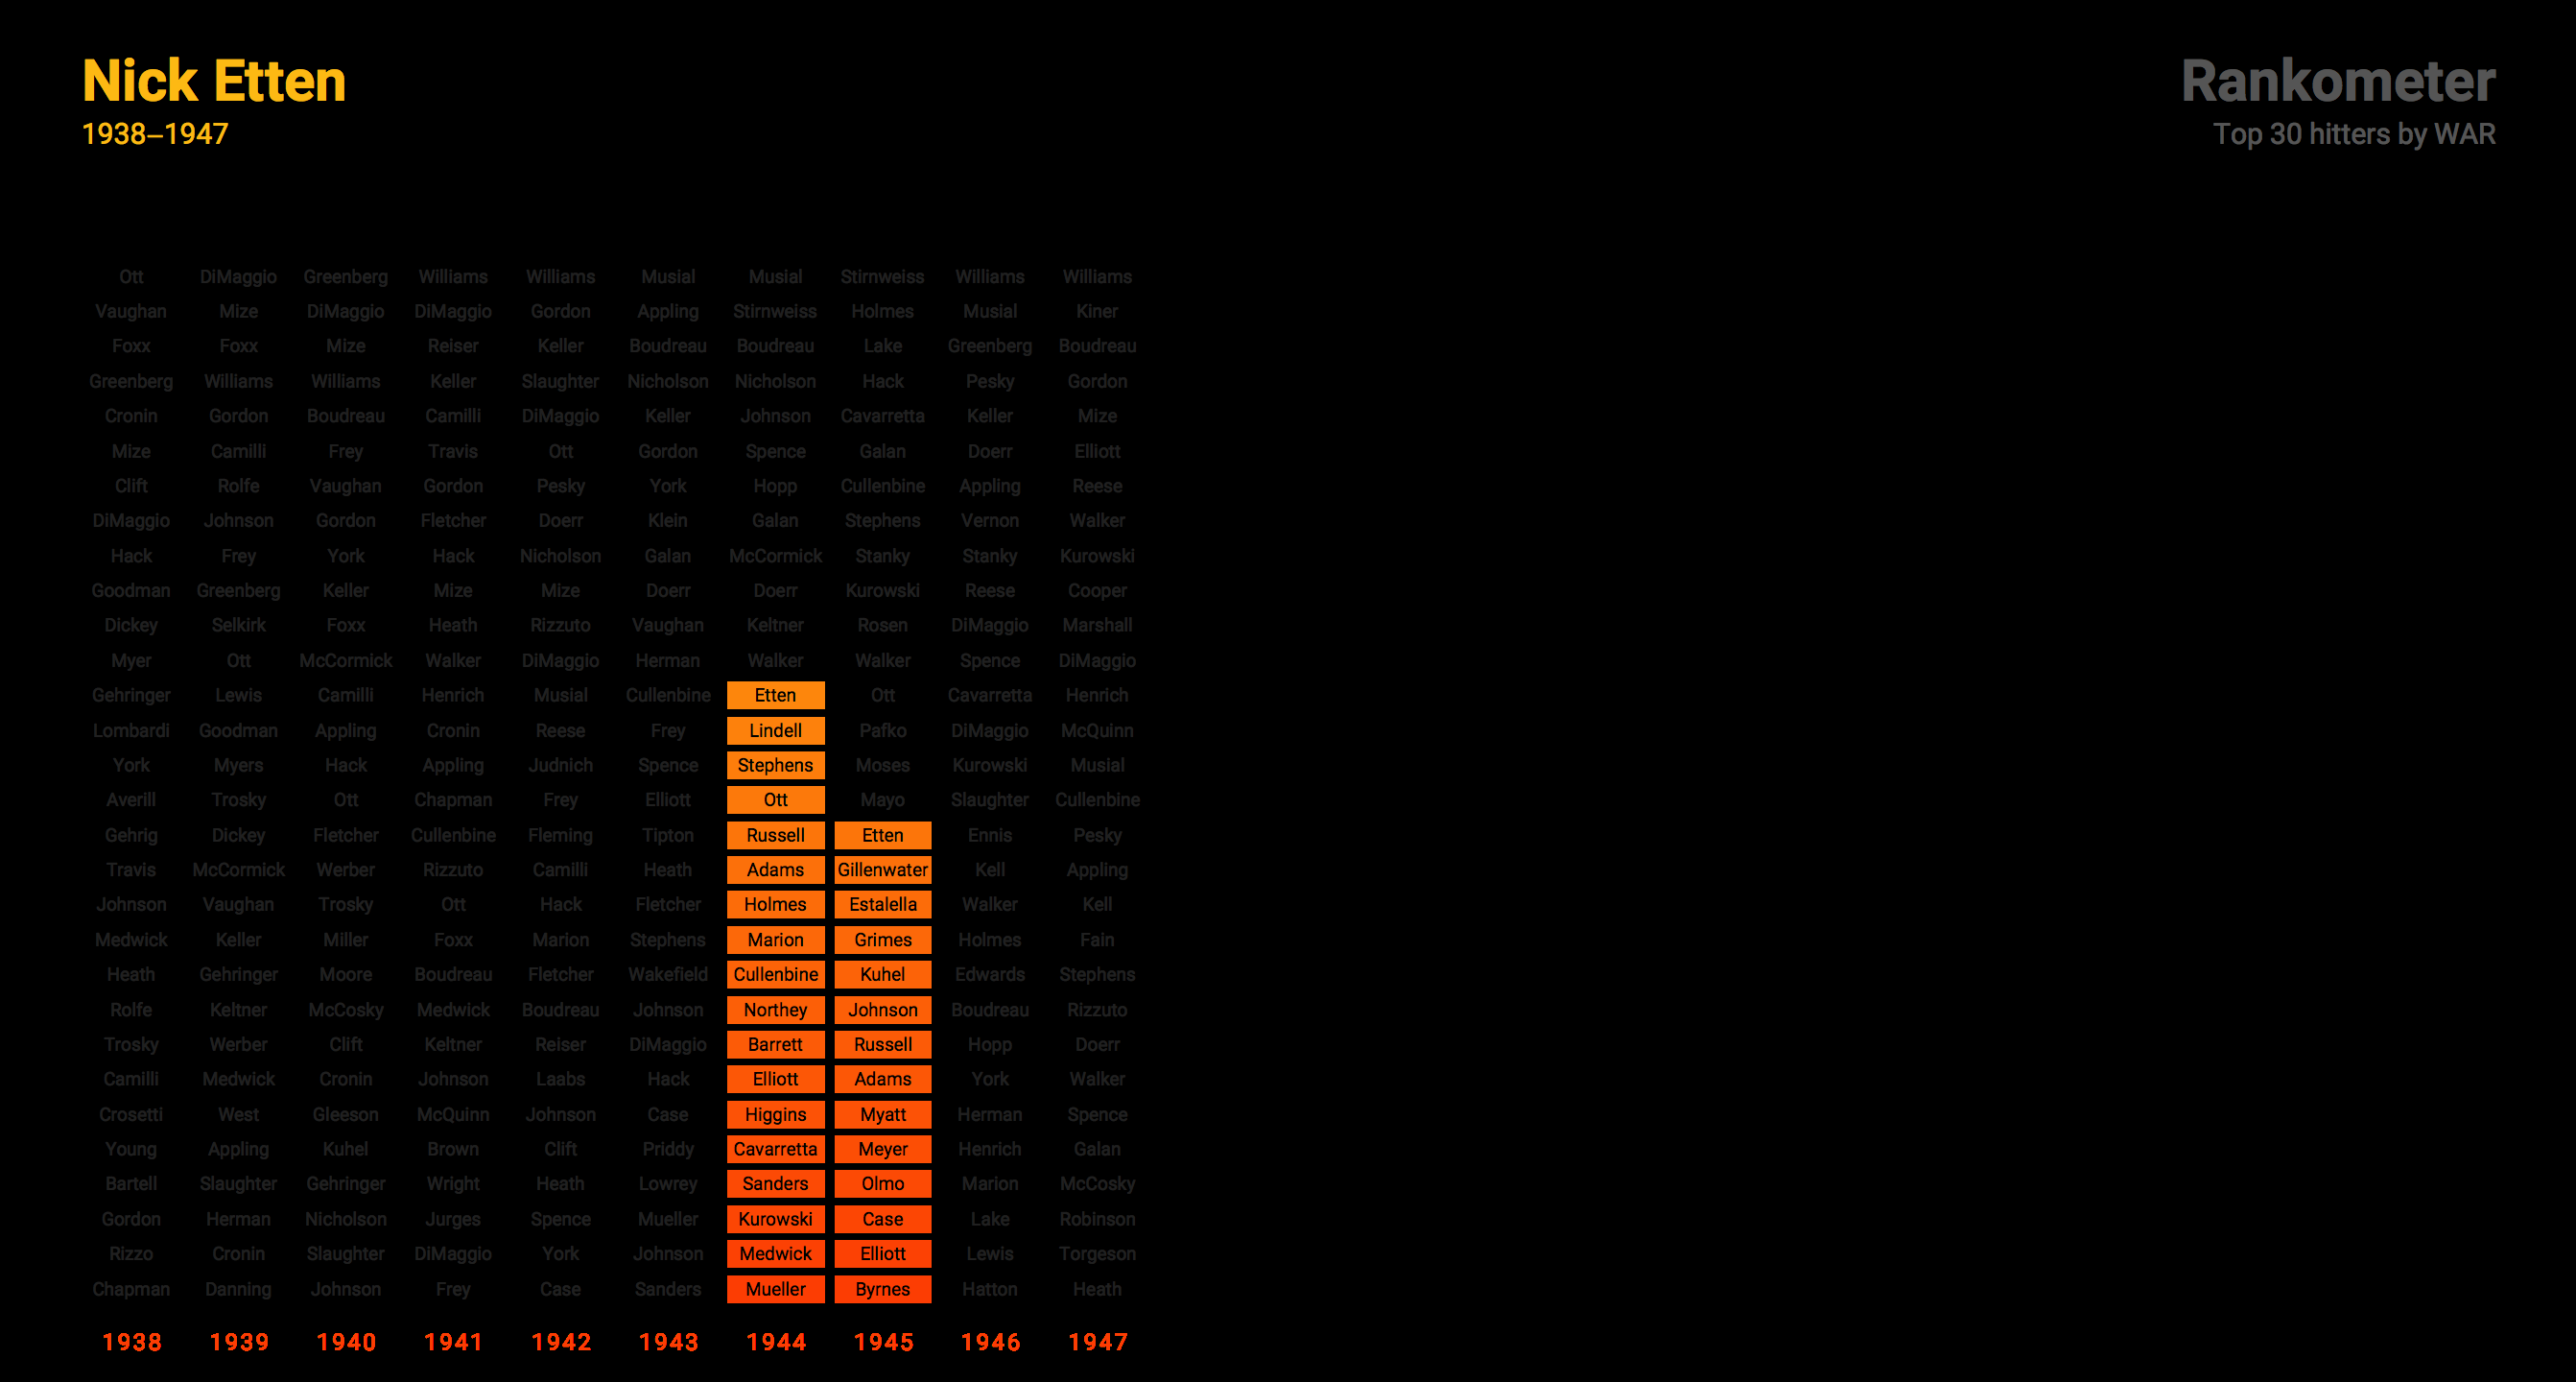 Nick Etten
1938–1947
Rankometer
Top 30 hitters by WAR
Ott DiMaggio Greenberg Williams Williams Musial Musial Stirnweiss Williams Williams
Vaughan Mize DiMaggio DiMaggio Gordon Appling Stirnweiss Holmes Musial Kiner
Foxx Foxx Mize Reiser Keller Boudreau Boudreau Lake Greenberg Boudreau
Greenberg Williams Williams Keller Slaughter Nicholson Nicholson Hack Pesky Gordon
Cronin Gordon Boudreau Camilli DiMaggio Keller Johnson Cavarretta Keller Mize
Mize Camilli Frey Travis Ott Gordon Spence Galan Doerr Elliott
Clift Rolfe Vaughan Gordon Pesky York Hopp Cullenbine Appling Reese
DiMaggio Johnson Gordon Fletcher Doerr Klein Galan Stephens Vernon Walker
Hack Frey York Hack Nicholson Galan McCormick Stanky Stanky Kurowski
Goodman Greenberg Keller Mize Mize Doerr Doerr Kurowski Reese Cooper
Dickey Selkirk Foxx Heath Rizzuto Vaughan Keltner Rosen DiMaggio Marshall
Myer Ott McCormick Walker DiMaggio Herman Walker Walker Spence DiMaggio
Gehringer Lewis Camilli Henrich Musial Cullenbine Etten Ott Cavarretta Henrich
Lombardi Goodman Appling Cronin Reese Frey Lindell Pafko DiMaggio McQuinn
York Myers Hack Appling Judnich Spence Stephens Moses Kurowski Musial
Averill Trosky Ott Chapman Frey Elliott Ott Mayo Slaughter Cullenbine
Gehrig Dickey Fletcher Cullenbine Fleming Tipton Russell Etten Ennis Pesky
Travis McCormick Werber Rizzuto Camilli Heath Adams Gillenwater Kell Appling
Johnson Vaughan Trosky Ott Hack Fletcher Holmes Estalella Walker Kell
Medwick Keller Miller Foxx Marion Stephens Marion Grimes Holmes Fain
Heath Gehringer Moore Boudreau Fletcher Wakefield Cullenbine Kuhel Edwards Stephens
Rolfe Keltner McCosky Medwick Boudreau Johnson Northey Johnson Boudreau Rizzuto
Trosky Werber Clift Keltner Reiser DiMaggio Barrett Russell Hopp Doerr
Camilli Medwick Cronin Johnson Laabs Hack Elliott Adams York Walker
Crosetti West Gleeson McQuinn Johnson Case Higgins Myatt Herman Spence
Young Appling Kuhel Brown Clift Priddy Cavarretta Meyer Henrich Galan
Bartell Slaughter Gehringer Wright Heath Lowrey Sanders Olmo Marion McCosky
Gordon Herman Nicholson Jurges Spence Mueller Kurowski Case Lake Robinson
Rizzo Cronin Slaughter DiMaggio York Johnson Medwick Elliott Lewis Torgeson
Chapman Danning Johnson Frey Case Sanders Mueller Byrnes Hatton Heath
1938 1939 1940 1941 1942 1943 1944 1945 1946 1947